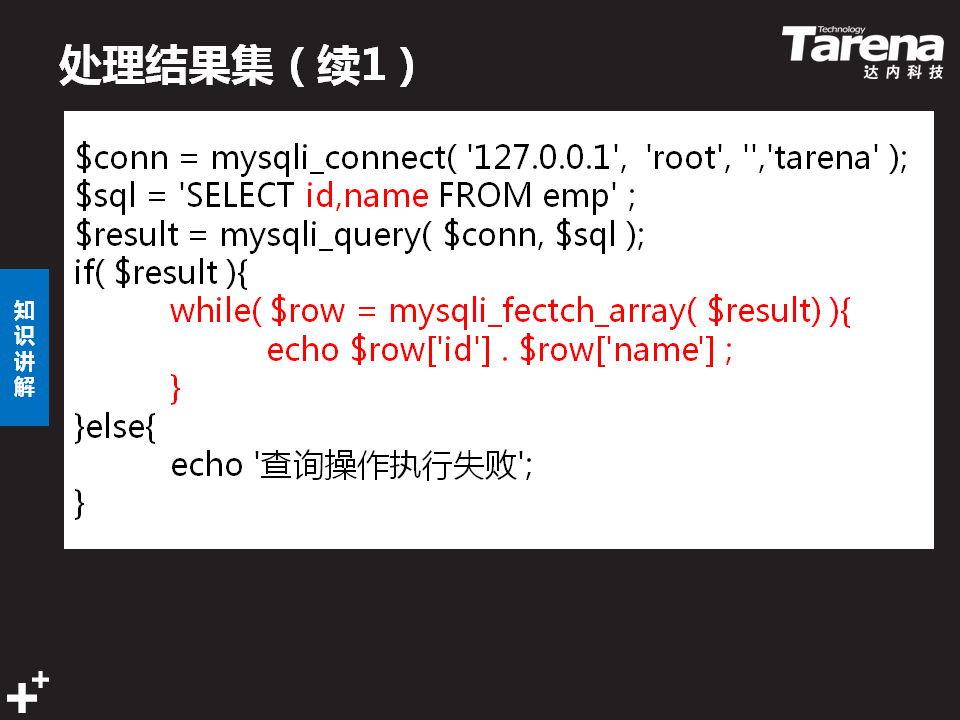 处理结果集（续1）
Technology
Tarena
达内科技
$conn = mysqli_connect( '127.0.0.1',  'root', '','tarena' );
$sql = 'SELECT id,name FROM emp' ;
$result = mysqli_query( $conn, $sql );
if( $result ){
while( $row = mysqli_fectch_array( $result) ){
echo $row['id'] . $row['name'] ;
}
}else{
echo '查询操作执行失败';
}
知识讲解